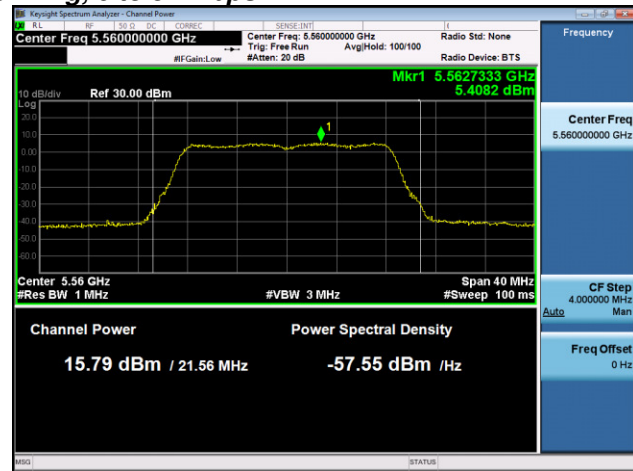 Keysight Spectrum Analyzer - Channel Power
RL RF 50 Ω DC CORREC SENSE:INT
Center Freq 5.560000000 GHz
#IFGain:Low
Center Freq: 5.560000000 GHz
Trig: Free Run Avg|Hold: 100/100
#Atten: 20 dB
Radio Std: None
Radio Device: BTS
Mkr1 5.5627333 GHz
5.4082 dBm
10 dB/div Ref 30.00 dBm
Log
20.0
10.0
0.00
-10.0
-20.0
-30.0
-40.0
-50.0
-60.0
1
Center 5.56 GHz Span 40 MHz
#Res BW 1 MHz #VBW 3 MHz #Sweep 100 ms
Channel Power Power Spectral Density
15.79 dBm / 21.56 MHz -57.55 dBm /Hz
Frequency
Center Freq
5.560000000 GHz
CF Step
4.000000 MHz
Auto Man
Freq Offset
0 Hz
MSG STATUS